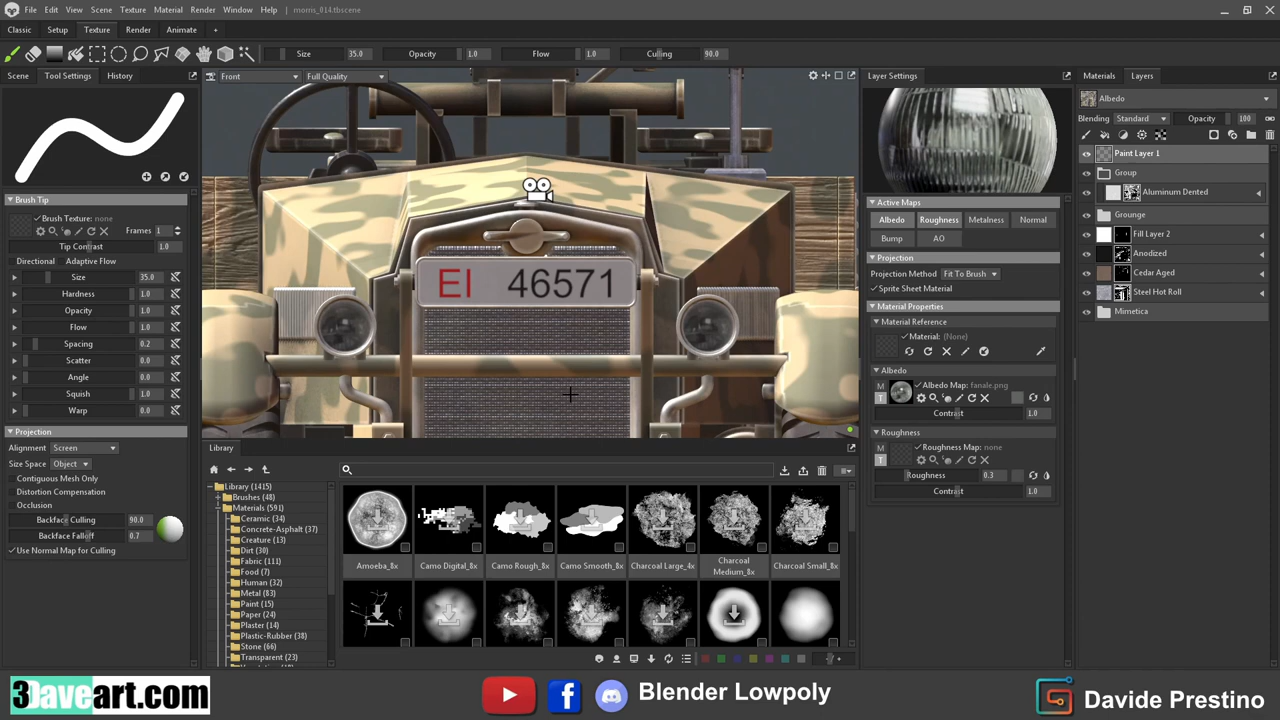 File Edit View Scene Texture Material Render Window Help morris_014.tbscene
Classic Setup Texture Render Animate +
Size 35.0 Opacity 1.0 Flow 1.0 Culling 90.0
Scene Tool Settings History
Front Full Quality
Layer Settings
Materials Layers
Albedo
Blending Standard Opacity 100
Paint Layer 1
Group
Aluminum Dented
Grounge
Fill Layer 2
Anodized
Cedar Aged
Steel Hot Roll
Mimetica
Brush Tip
Brush Texture: none
Frames 1
Tip Contrast 1.0
Directional Adaptive Flow
Size 35.0
Hardness 1.0
Opacity 1.0
Flow 1.0
Spacing 0.2
Scatter 0.0
Angle 0.0
Squish 1.0
Warp 0.0
Projection
Alignment Screen
Size Space Object
Contiguous Mesh Only
Distortion Compensation
Occlusion
Backface Culling 90.0
Backface Falloff 0.7
Use Normal Map for Culling
EI 46571
Active Maps
Albedo Roughness Metalness Normal
Bump AO
Projection
Projection Method Fit To Brush
Sprite Sheet Material
Material Properties
Material Reference
Material: (None)
Albedo
M Albedo Map: fanale.png
T
Contrast 1.0
Roughness
M Roughness Map: none
T
Roughness 0.3
Contrast 1.0
Library
Library (1415)
Brushes (48)
Materials (591)
Ceramic (34)
Concrete-Asphalt (37)
Creature (13)
Dirt (30)
Fabric (111)
Food (7)
Human (32)
Metal (83)
Paint (15)
Paper (24)
Plaster (14)
Plastic-Rubber (38)
Stone (66)
Transparent (23)
Amoeba_8x Camo Digital_8x Camo Rough_8x Camo Smooth_8x Charcoal Large_4x Charcoal Medium_8x Charcoal Small_8x
3Daveart.com
Blender Lowpoly
Davide Prestino